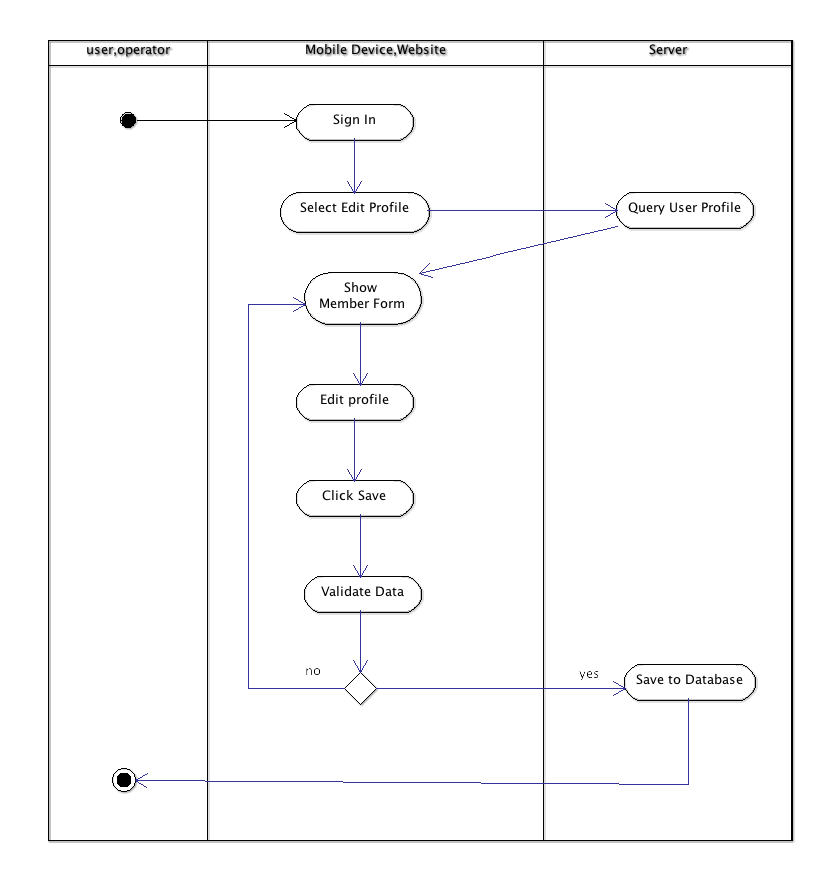 user,operator
Mobile Device,Website
Server
Sign In
Select Edit Profile
Query User Profile
Show
Member Form
Edit profile
Click Save
Validate Data
no
yes
Save to Database